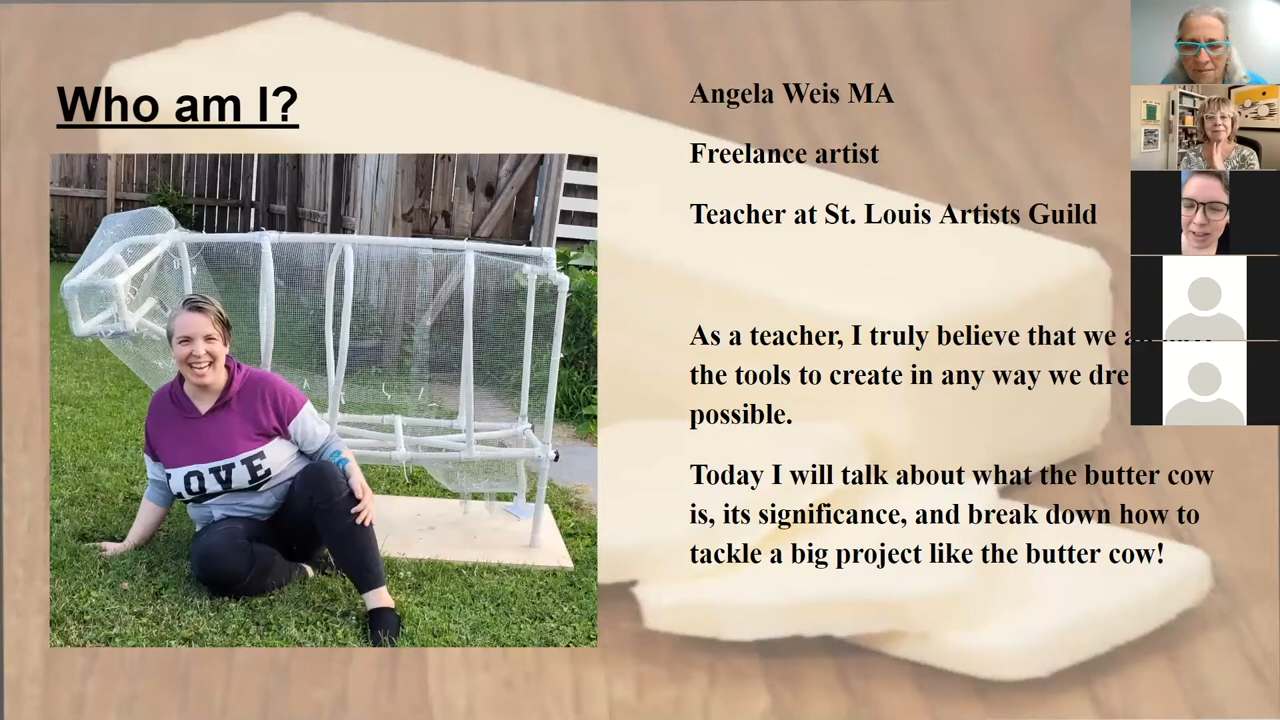 Who am I?
LOVE
Angela Weis MA
Freelance artist
Teacher at St. Louis Artists Guild
As a teacher, I truly believe that we
the tools to create in any way we
possible.
Today I will talk about what the butter cow
is, its significance, and break down how to
tackle a big project like the butter cow!